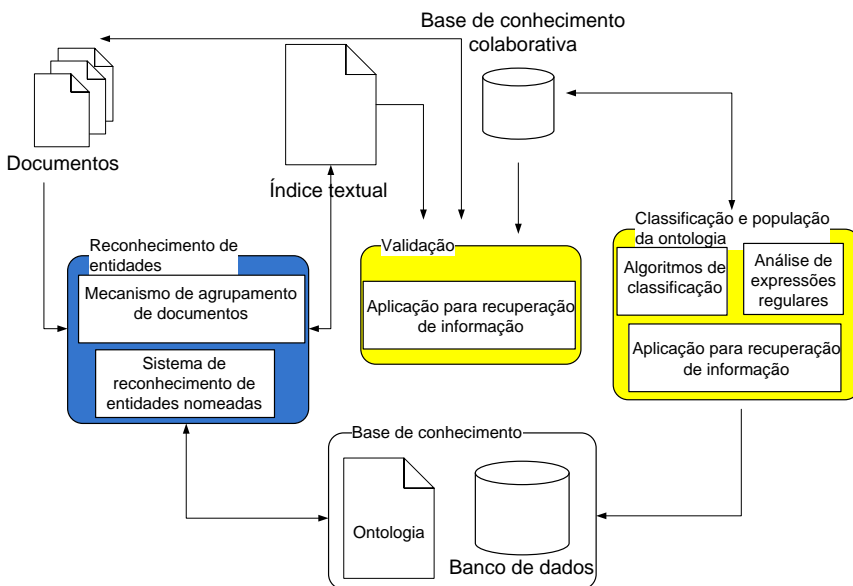 Base de conhecimento
colaborativa
Documentos
Índice textual
Reconhecimento de
entidades
Mecanismo de agrupamento
de documentos
Sistema de
reconhecimento de
entidades nomeadas
Validação
Aplicação para recuperação
de informação
Classificação e população
da ontologia
Algoritmos de
classificação
Análise de
expressões
regulares
Aplicação para recuperação
de informação
Base de conhecimento
Ontologia
Banco de dados